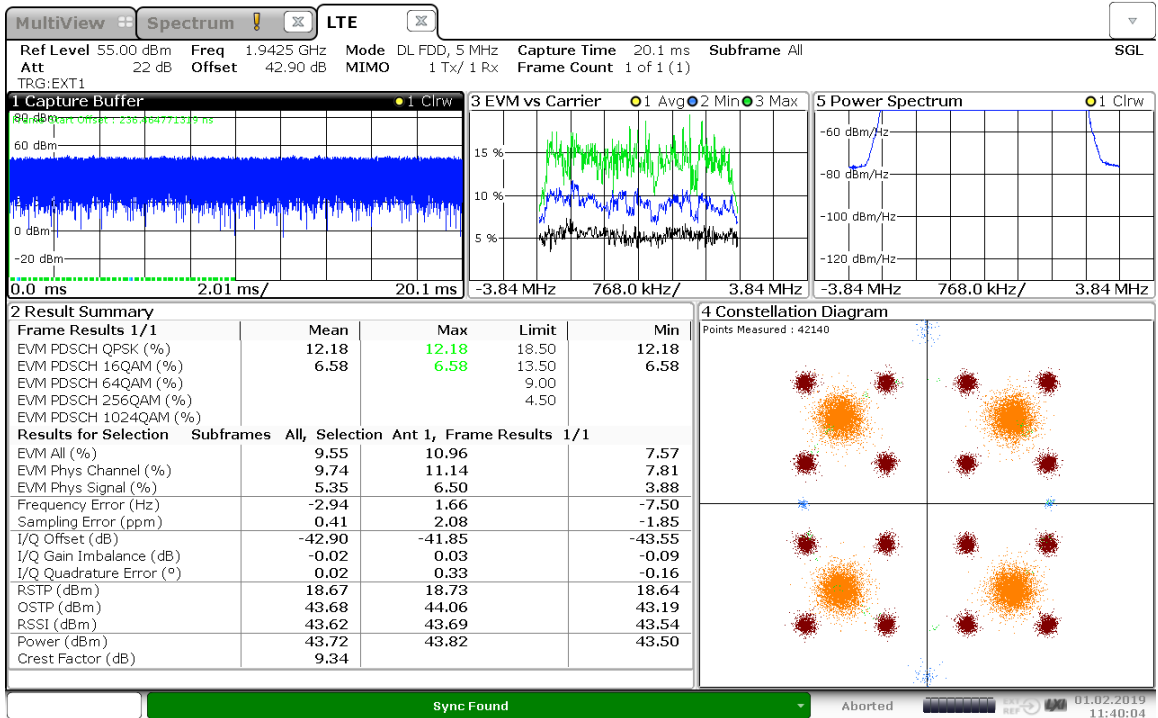 MultiView Spectrum ! X LTE X
Ref Level 55.00 dBm Freq 1.9425 GHz Mode DL FDD, 5 MHz Capture Time 20.1 ms Subframe All SGL
Att 22 dB Offset 42.90 dB MIMO 1 Tx/ 1 Rx Frame Count 1 of 1 (1)
TRG:EXT1
1 Capture Buffer 1 Clrw
80 dBm
Frame Start Offset : 236.464771319 ns
60 dBm
0 dBm
-20 dBm
0.0 ms 2.01 ms/ 20.1 ms
3 EVM vs Carrier 1 Avg 2 Min 3 Max
15 %
10 %
5 %
-3.84 MHz 768.0 kHz/ 3.84 MHz
5 Power Spectrum 1 Clrw
-60 dBm/Hz
-80 dBm/Hz
-100 dBm/Hz
-120 dBm/Hz
-3.84 MHz 768.0 kHz/ 3.84 MHz
2 Result Summary
Frame Results 1/1 Mean Max Limit Min
EVM PDSCH QPSK (%) 12.18 12.18 18.50 12.18
EVM PDSCH 16QAM (%) 6.58 6.58 13.50 6.58
EVM PDSCH 64QAM (%) 9.00
EVM PDSCH 256QAM (%) 4.50
EVM PDSCH 1024QAM (%)
Results for Selection Subframes All, Selection Ant 1, Frame Results 1/1
EVM All (%) 9.55 10.96 7.57
EVM Phys Channel (%) 9.74 11.14 7.81
EVM Phys Signal (%) 5.35 6.50 3.88
Frequency Error (Hz) -2.94 1.66 -7.50
Sampling Error (ppm) 0.41 2.08 -1.85
I/Q Offset (dB) -42.90 -41.85 -43.55
I/Q Gain Imbalance (dB) -0.02 0.03 -0.09
I/Q Quadrature Error (°) 0.02 0.33 -0.16
RSTP (dBm) 18.67 18.73 18.64
OSTP (dBm) 43.68 44.06 43.19
RSSI (dBm) 43.62 43.69 43.54
Power (dBm) 43.72 43.82 43.50
Crest Factor (dB) 9.34
4 Constellation Diagram
Points Measured : 42140
Sync Found Aborted EXT REF LXI 01.02.2019
11:40:04